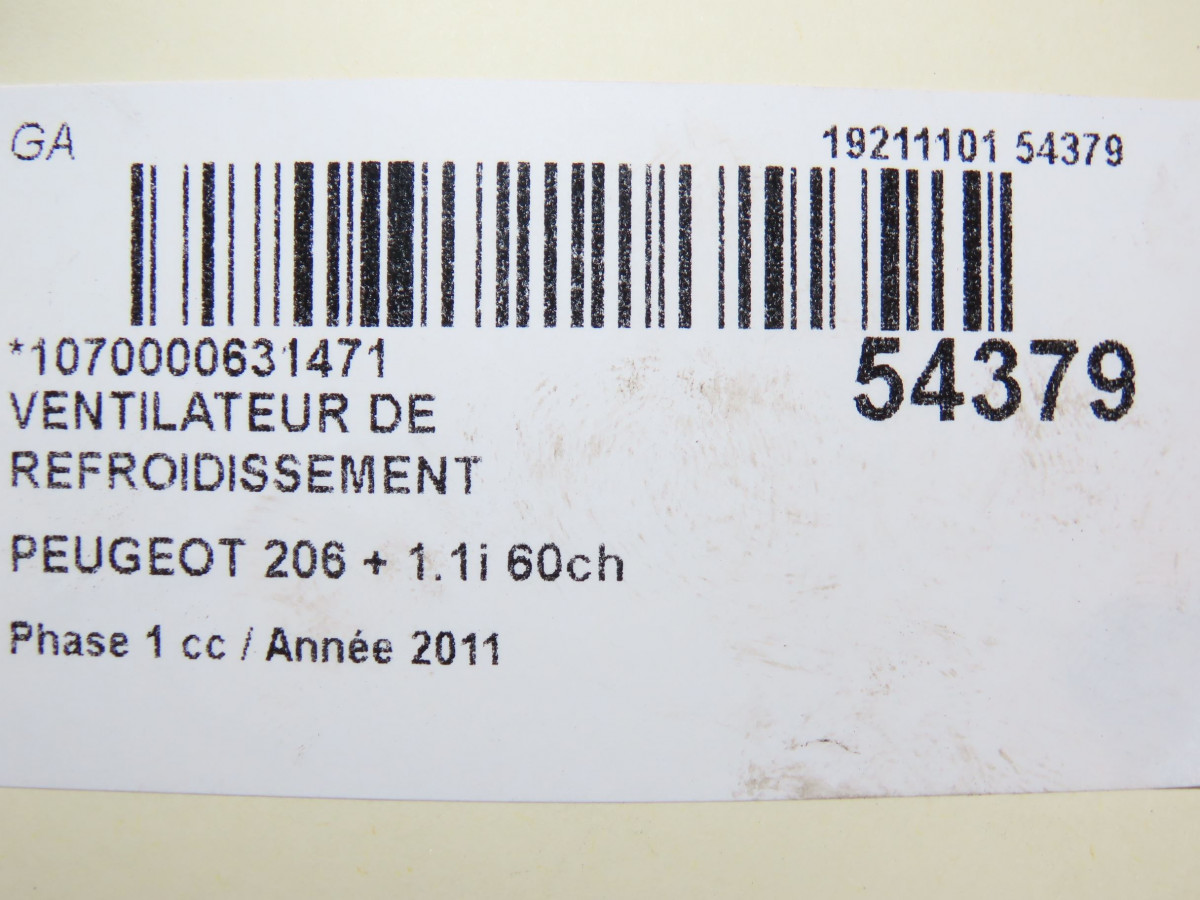 GA
19211101 54379
*1070000631471
54379
VENTILATEUR DE
REFROIDISSEMENT
PEUGEOT 206 + 1.1i 60ch
Phase 1 cc / Année 2011